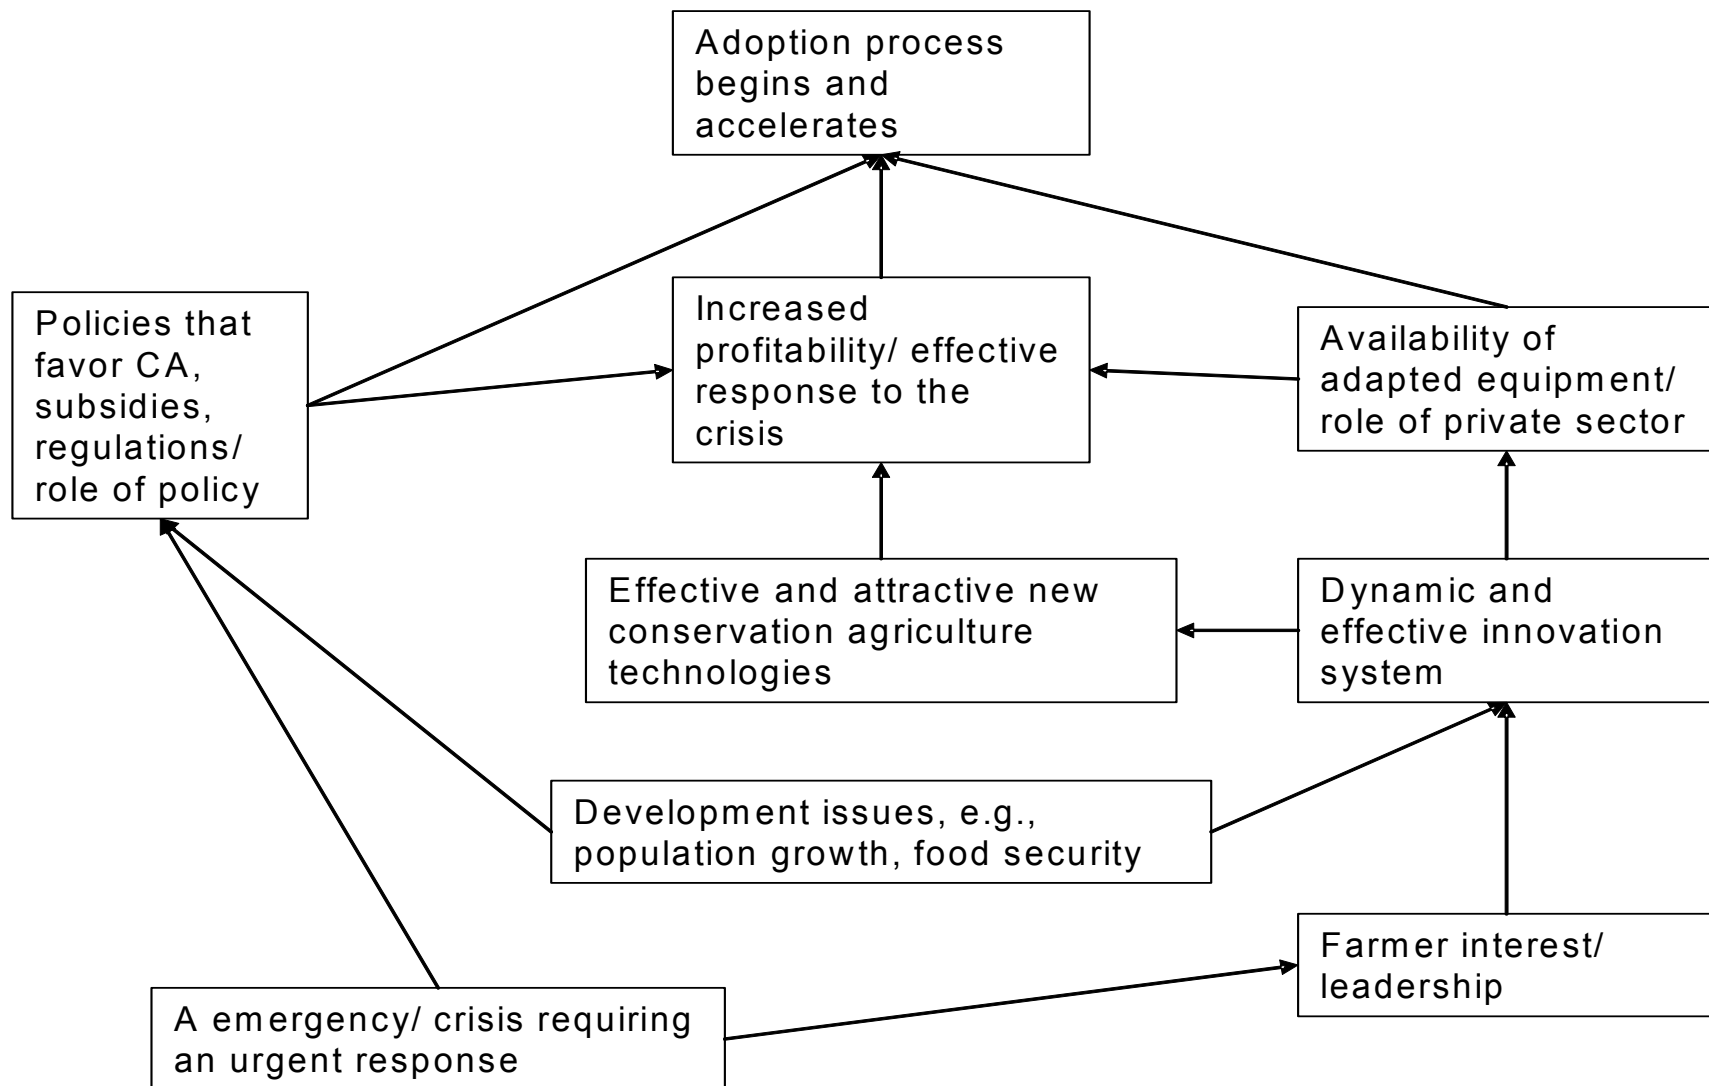 Adoption process
begins and
accelerates
Policies that
favor CA,
subsidies,
regulations/
role of policy
Increased
profitability/ effective
response to the
crisis
Availability of
adapted equipment/
role of private sector
Effective and attractive new
conservation agriculture
technologies
Dynamic and
effective innovation
system
Development issues, e.g.,
population growth, food security
Farmer interest/
leadership
A emergency/ crisis requiring
an urgent response